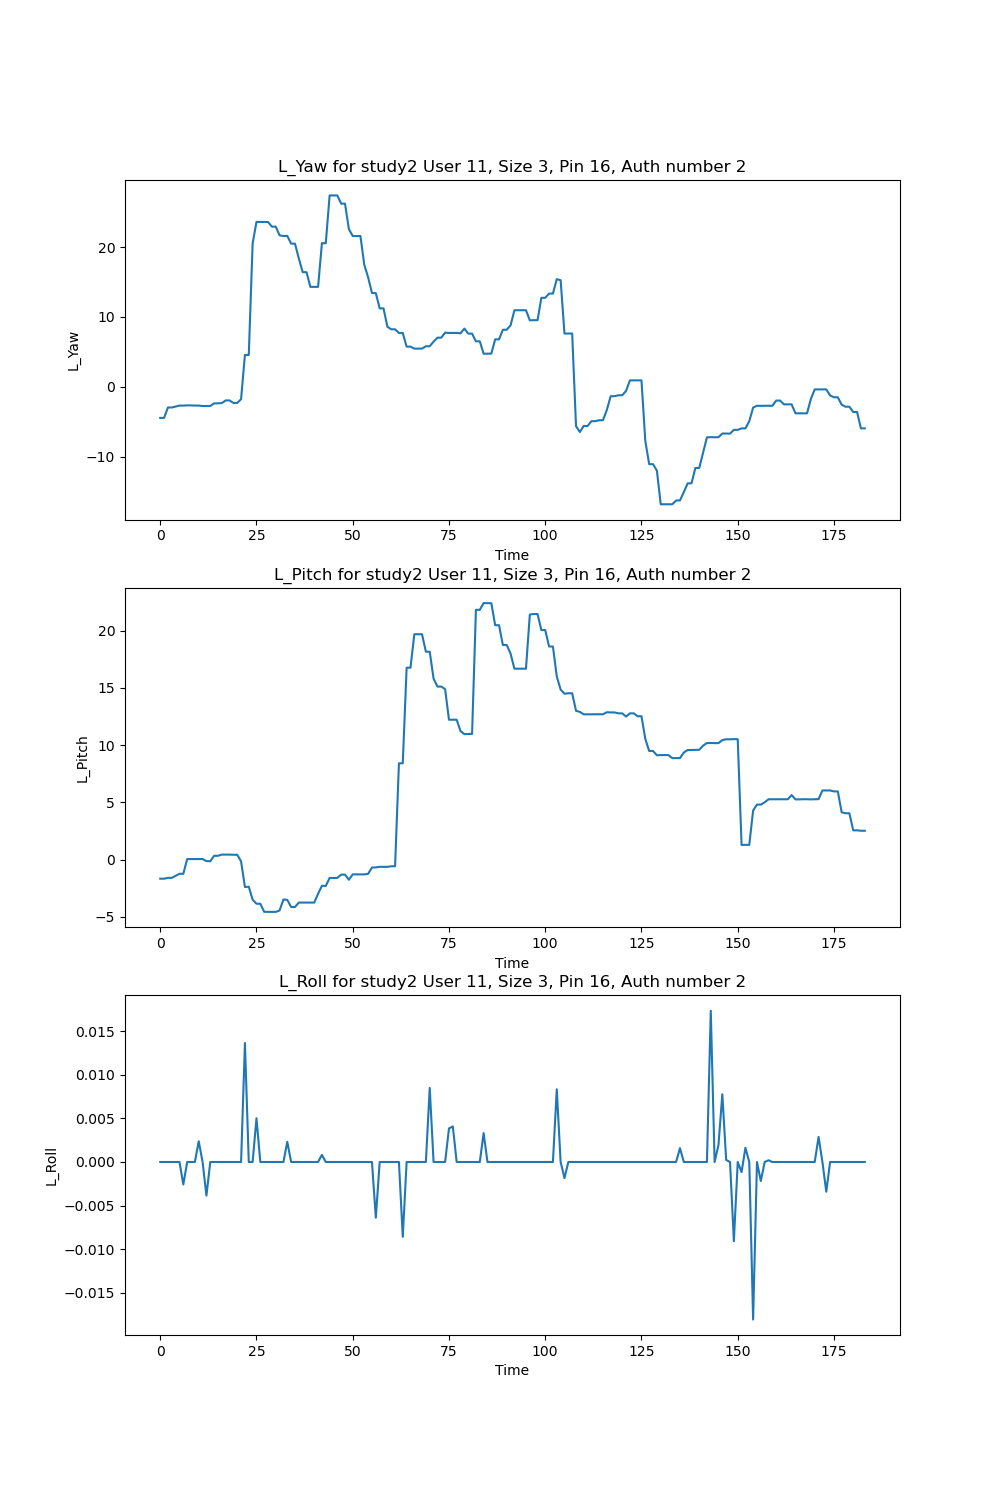 L_Yaw for study2 User 11, Size 3, Pin 16, Auth number 2
20
10
0
−10
L_Yaw
0 25 50 75 100 125 150 175
Time
L_Pitch for study2 User 11, Size 3, Pin 16, Auth number 2
20
15
10
5
0
−5
L_Pitch
0 25 50 75 100 125 150 175
Time
L_Roll for study2 User 11, Size 3, Pin 16, Auth number 2
0.015
0.010
0.005
0.000
−0.005
−0.010
−0.015
L_Roll
0 25 50 75 100 125 150 175
Time